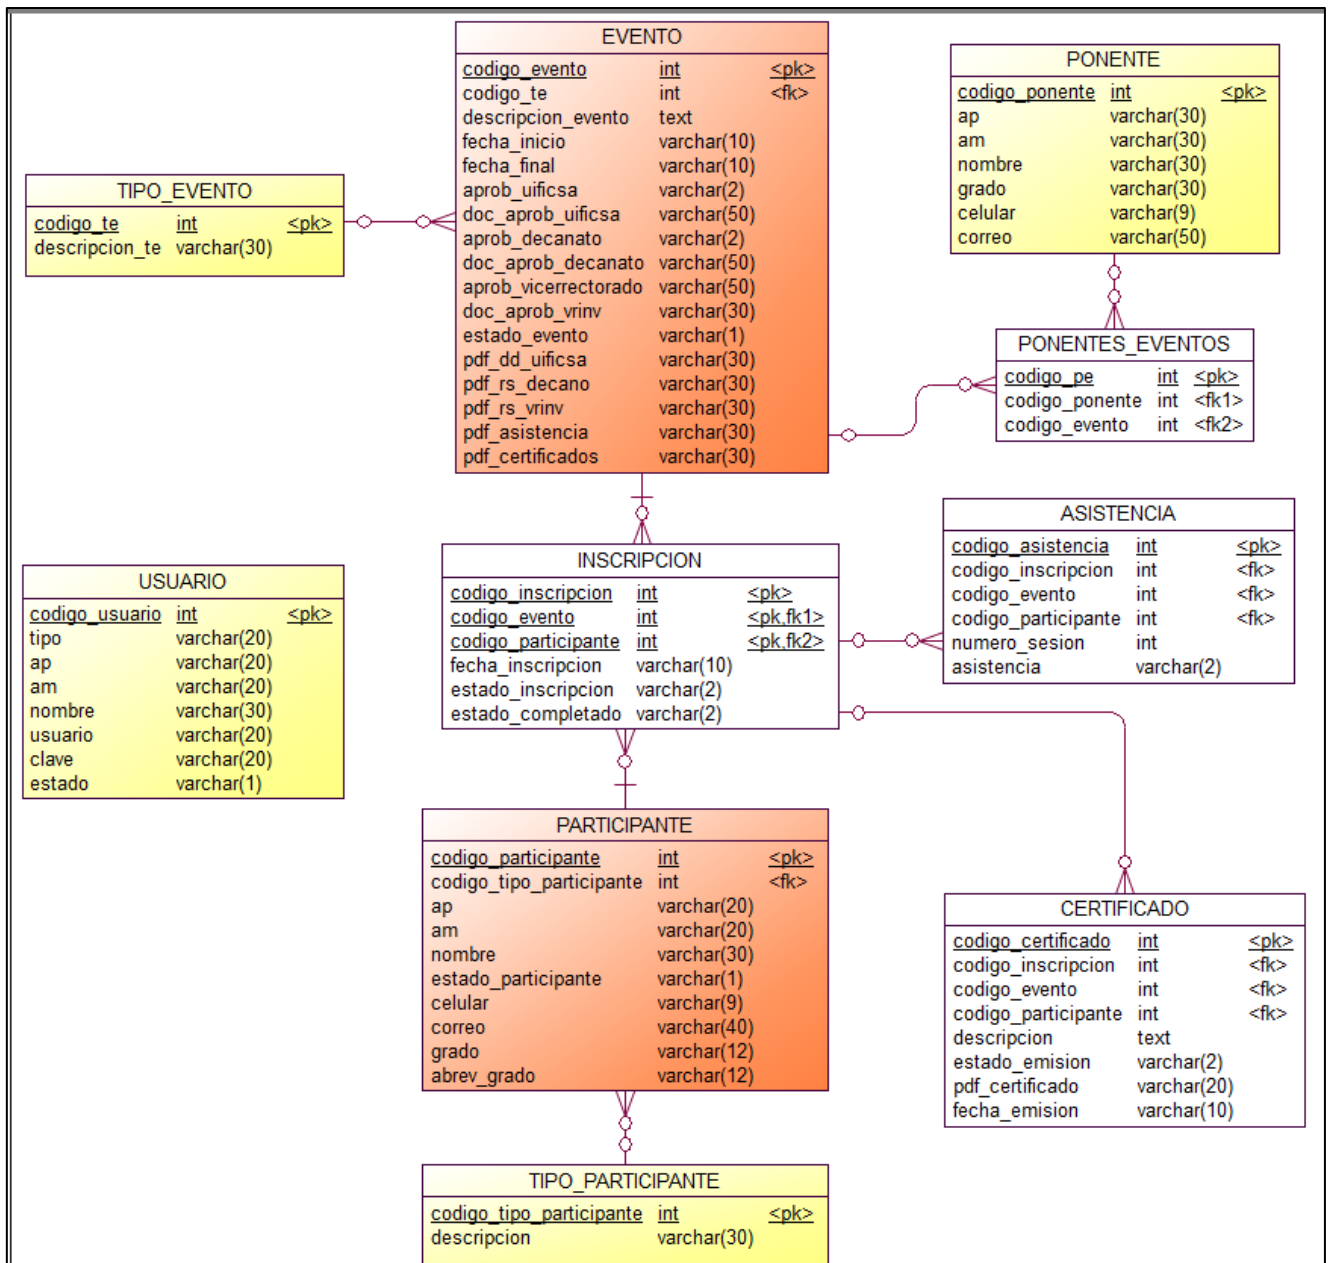 EVENTO
codigo_evento int <pk>
codigo_te int <fk>
descripcion_evento text
fecha_inicio varchar(10)
fecha_final varchar(10)
aprob_uificsa varchar(2)
doc_aprob_uificsa varchar(50)
aprob_decanato varchar(2)
doc_aprob_decanato varchar(50)
aprob_vicerrectorado varchar(50)
doc_aprob_vrinv varchar(30)
estado_evento varchar(1)
pdf_dd_uificsa varchar(30)
pdf_rs_decano varchar(30)
pdf_rs_vrinv varchar(30)
pdf_asistencia varchar(30)
pdf_certificados varchar(30)
PONENTE
codigo_ponente int <pk>
ap varchar(30)
am varchar(30)
nombre varchar(30)
grado varchar(30)
celular varchar(9)
correo varchar(50)
TIPO_EVENTO
codigo_te int <pk>
descripcion_te varchar(30)
PONENTES_EVENTOS
codigo_pe int <pk>
codigo_ponente int <fk1>
codigo_evento int <fk2>
ASISTENCIA
codigo_asistencia int <pk>
codigo_inscripcion int <fk>
codigo_evento int <fk>
codigo_participante int <fk>
numero_sesion int
asistencia varchar(2)
INSCRIPCION
codigo_inscripcion int <pk>
codigo_evento int <pk,fk1>
codigo_participante int <pk,fk2>
fecha_inscripcion varchar(10)
estado_inscripcion varchar(2)
estado_completado varchar(2)
USUARIO
codigo_usuario int <pk>
tipo varchar(20)
ap varchar(20)
am varchar(20)
nombre varchar(30)
usuario varchar(20)
clave varchar(20)
estado varchar(1)
PARTICIPANTE
codigo_participante int <pk>
codigo_tipo_participante int <fk>
ap varchar(20)
am varchar(20)
nombre varchar(30)
estado_participante varchar(1)
celular varchar(9)
correo varchar(40)
grado varchar(12)
abrev_grado varchar(12)
CERTIFICADO
codigo_certificado int <pk>
codigo_inscripcion int <fk>
codigo_evento int <fk>
codigo_participante int <fk>
descripcion text
estado_emision varchar(2)
pdf_certificado varchar(20)
fecha_emision varchar(10)
TIPO_PARTICIPANTE
codigo_tipo_participante int <pk>
descripcion varchar(30)